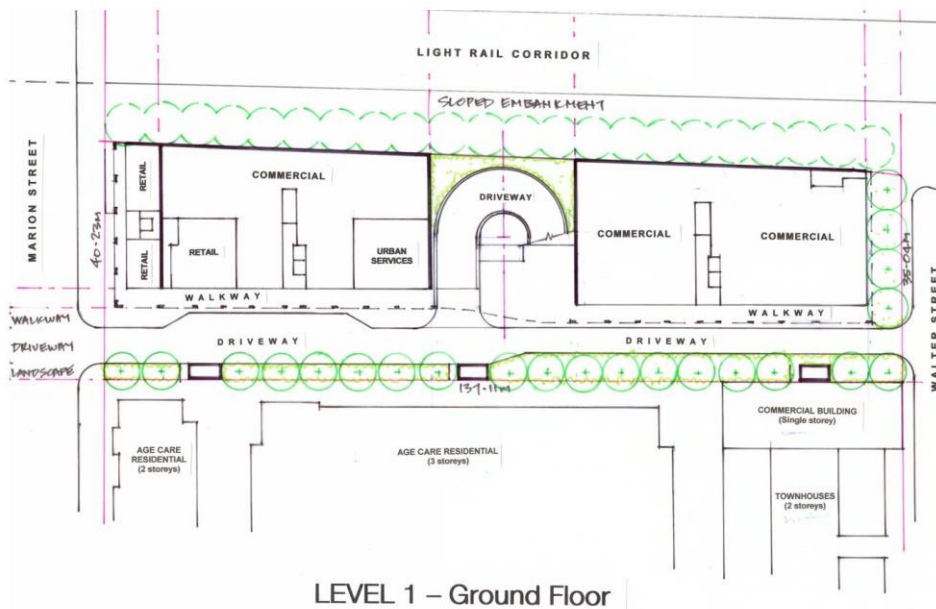 LIGHT RAIL CORRIDOR
SLOPED EMBANKMENT
MARION STREET
40-23m
RETAIL
COMMERCIAL
DRIVEWAY
COMMERCIAL
COMMERCIAL
RETAIL
RETAIL
URBAN
SERVICES
35-04M
WALTER STREET
WALKWAY
WALKWAY
WALKWAY
DRIVEWAY
DRIVEWAY
DRIVEWAY
LANDSCAPE
137-11m
COMMERCIAL BUILDING
(Single storey)
AGE CARE
RESIDENTIAL
(2 storeys)
AGE CARE RESIDENTIAL
(3 storeys)
TOWNHOUSES
(2 storeys)
LEVEL 1 – Ground Floor